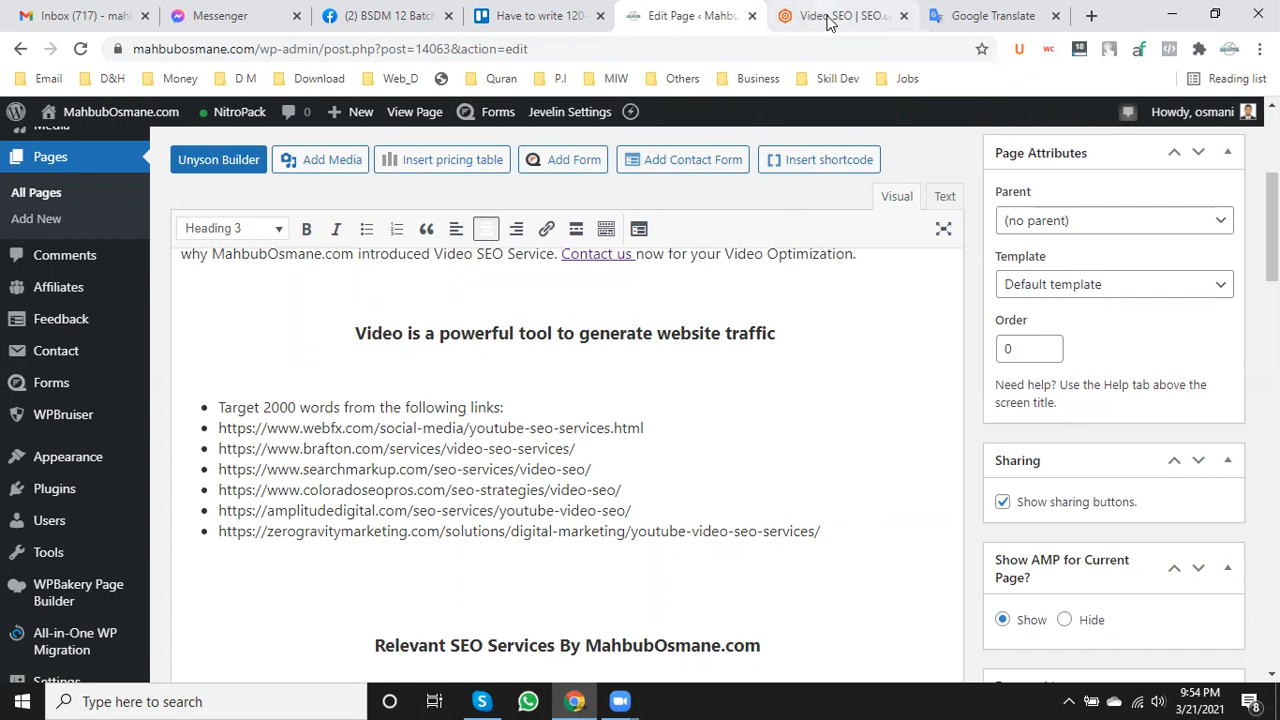 Inbox (717) - mahl
Messenger
(2) BSDM 12 Batch
Have to write 120-
Edit Page ‹ Mahbu
Video SEO | SEO.c
Google Translate
mahbubosmane.com/wp-admin/post.php?post=14063&action=edit
Email
D&H
Money
D M
Download
Web_D
Quran
P.I
MIW
Others
Business
Skill Dev
Jobs
Reading list
MahbubOsmane.com
NitroPack
0
New
View Page
Forms
Jevelin Settings
Howdy, osmani
Media
Pages
All Pages
Add New
Comments
Affiliates
Feedback
Contact
Forms
WPBruiser
Appearance
Plugins
Users
Tools
WPBakery Page
Builder
All-in-One WP
Migration
Settings
Unyson Builder
Add Media
Insert pricing table
Add Form
Add Contact Form
Insert shortcode
Visual
Text
Heading 3
why MahbubOsmane.com introduced Video SEO Service. Contact us now for your Video Optimization.
Video is a powerful tool to generate website traffic
Target 2000 words from the following links:
https://www.webfx.com/social-media/youtube-seo-services.html
https://www.brafton.com/services/video-seo-services/
https://www.searchmarkup.com/seo-services/video-seo/
https://www.coloradoseopros.com/seo-strategies/video-seo/
https://amplitudedigital.com/seo-services/youtube-video-seo/
https://zerogravitymarketing.com/solutions/digital-marketing/youtube-video-seo-services/
Relevant SEO Services By MahbubOsmane.com
Page Attributes
Parent
(no parent)
Template
Default template
Order
0
Need help? Use the Help tab above the
screen title.
Sharing
Show sharing buttons.
Show AMP for Current
Page?
Show
Hide
Type here to search
9:54 PM
3/21/2021
8